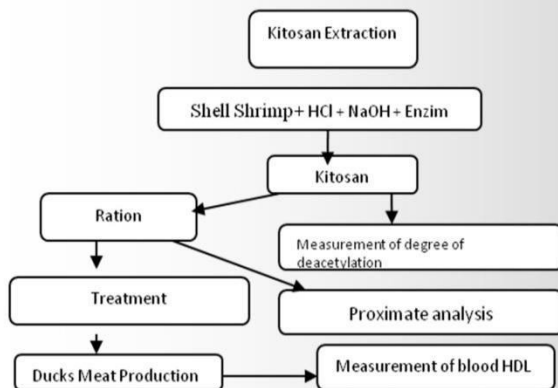 Kitosan Extraction
Shell Shrimp+ HCl + NaOH + Enzim
Kitosan
Ration
Measurement of degree of
deacetylation
Treatment
Proximate analysis
Ducks Meat Production
Measurement of blood HDL